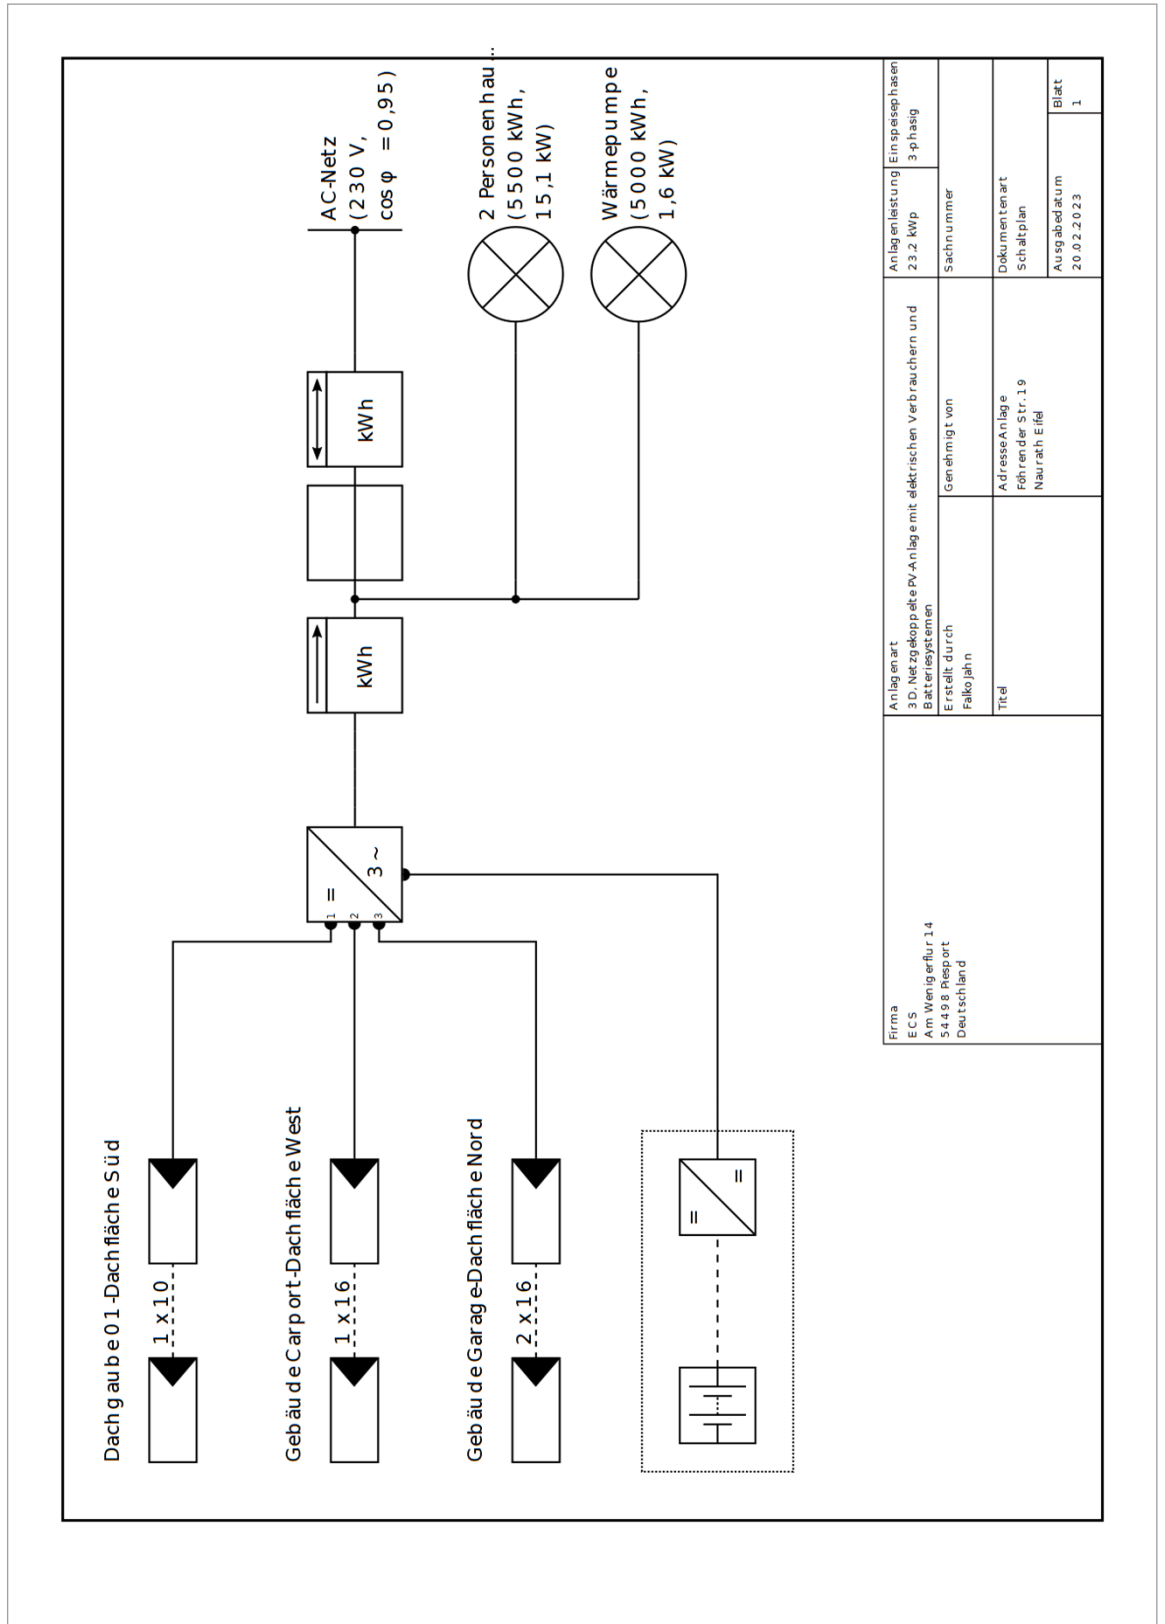 Dachgaube 01-Dachfläche Süd
1 x 10
Gebäude Carport-Dachfläche West
1 x 16
Gebäude Garage-Dachfläche Nord
2 x 16
=
3 ~
1
2
3
=
=
kWh
kWh
AC-Netz
(230 V,
cos φ = 0,95)
2 Personenhau...
(5500 kWh,
15,1 kW)
Wärmepumpe
(5000 kWh,
1,6 kW)
Firma
ECS
Am Wenigerflur 14
54498 Piesport
Deutschland
Anlagenart
3D, Netzgekoppelte PV-Anlage mit elektrischen Verbrauchern und
Batteriesystemen
Anlagenleistung
23.2 kWp
Einspeisephasen
3-phasig
Erstellt durch
Falko Jahn
Genehmigt von
Sachnummer
Titel
Adresse Anlage
Föhrender Str.19
Naurath Eifel
Dokumentenart
Schaltplan
Ausgabedatum
20.02.2023
Blatt
1